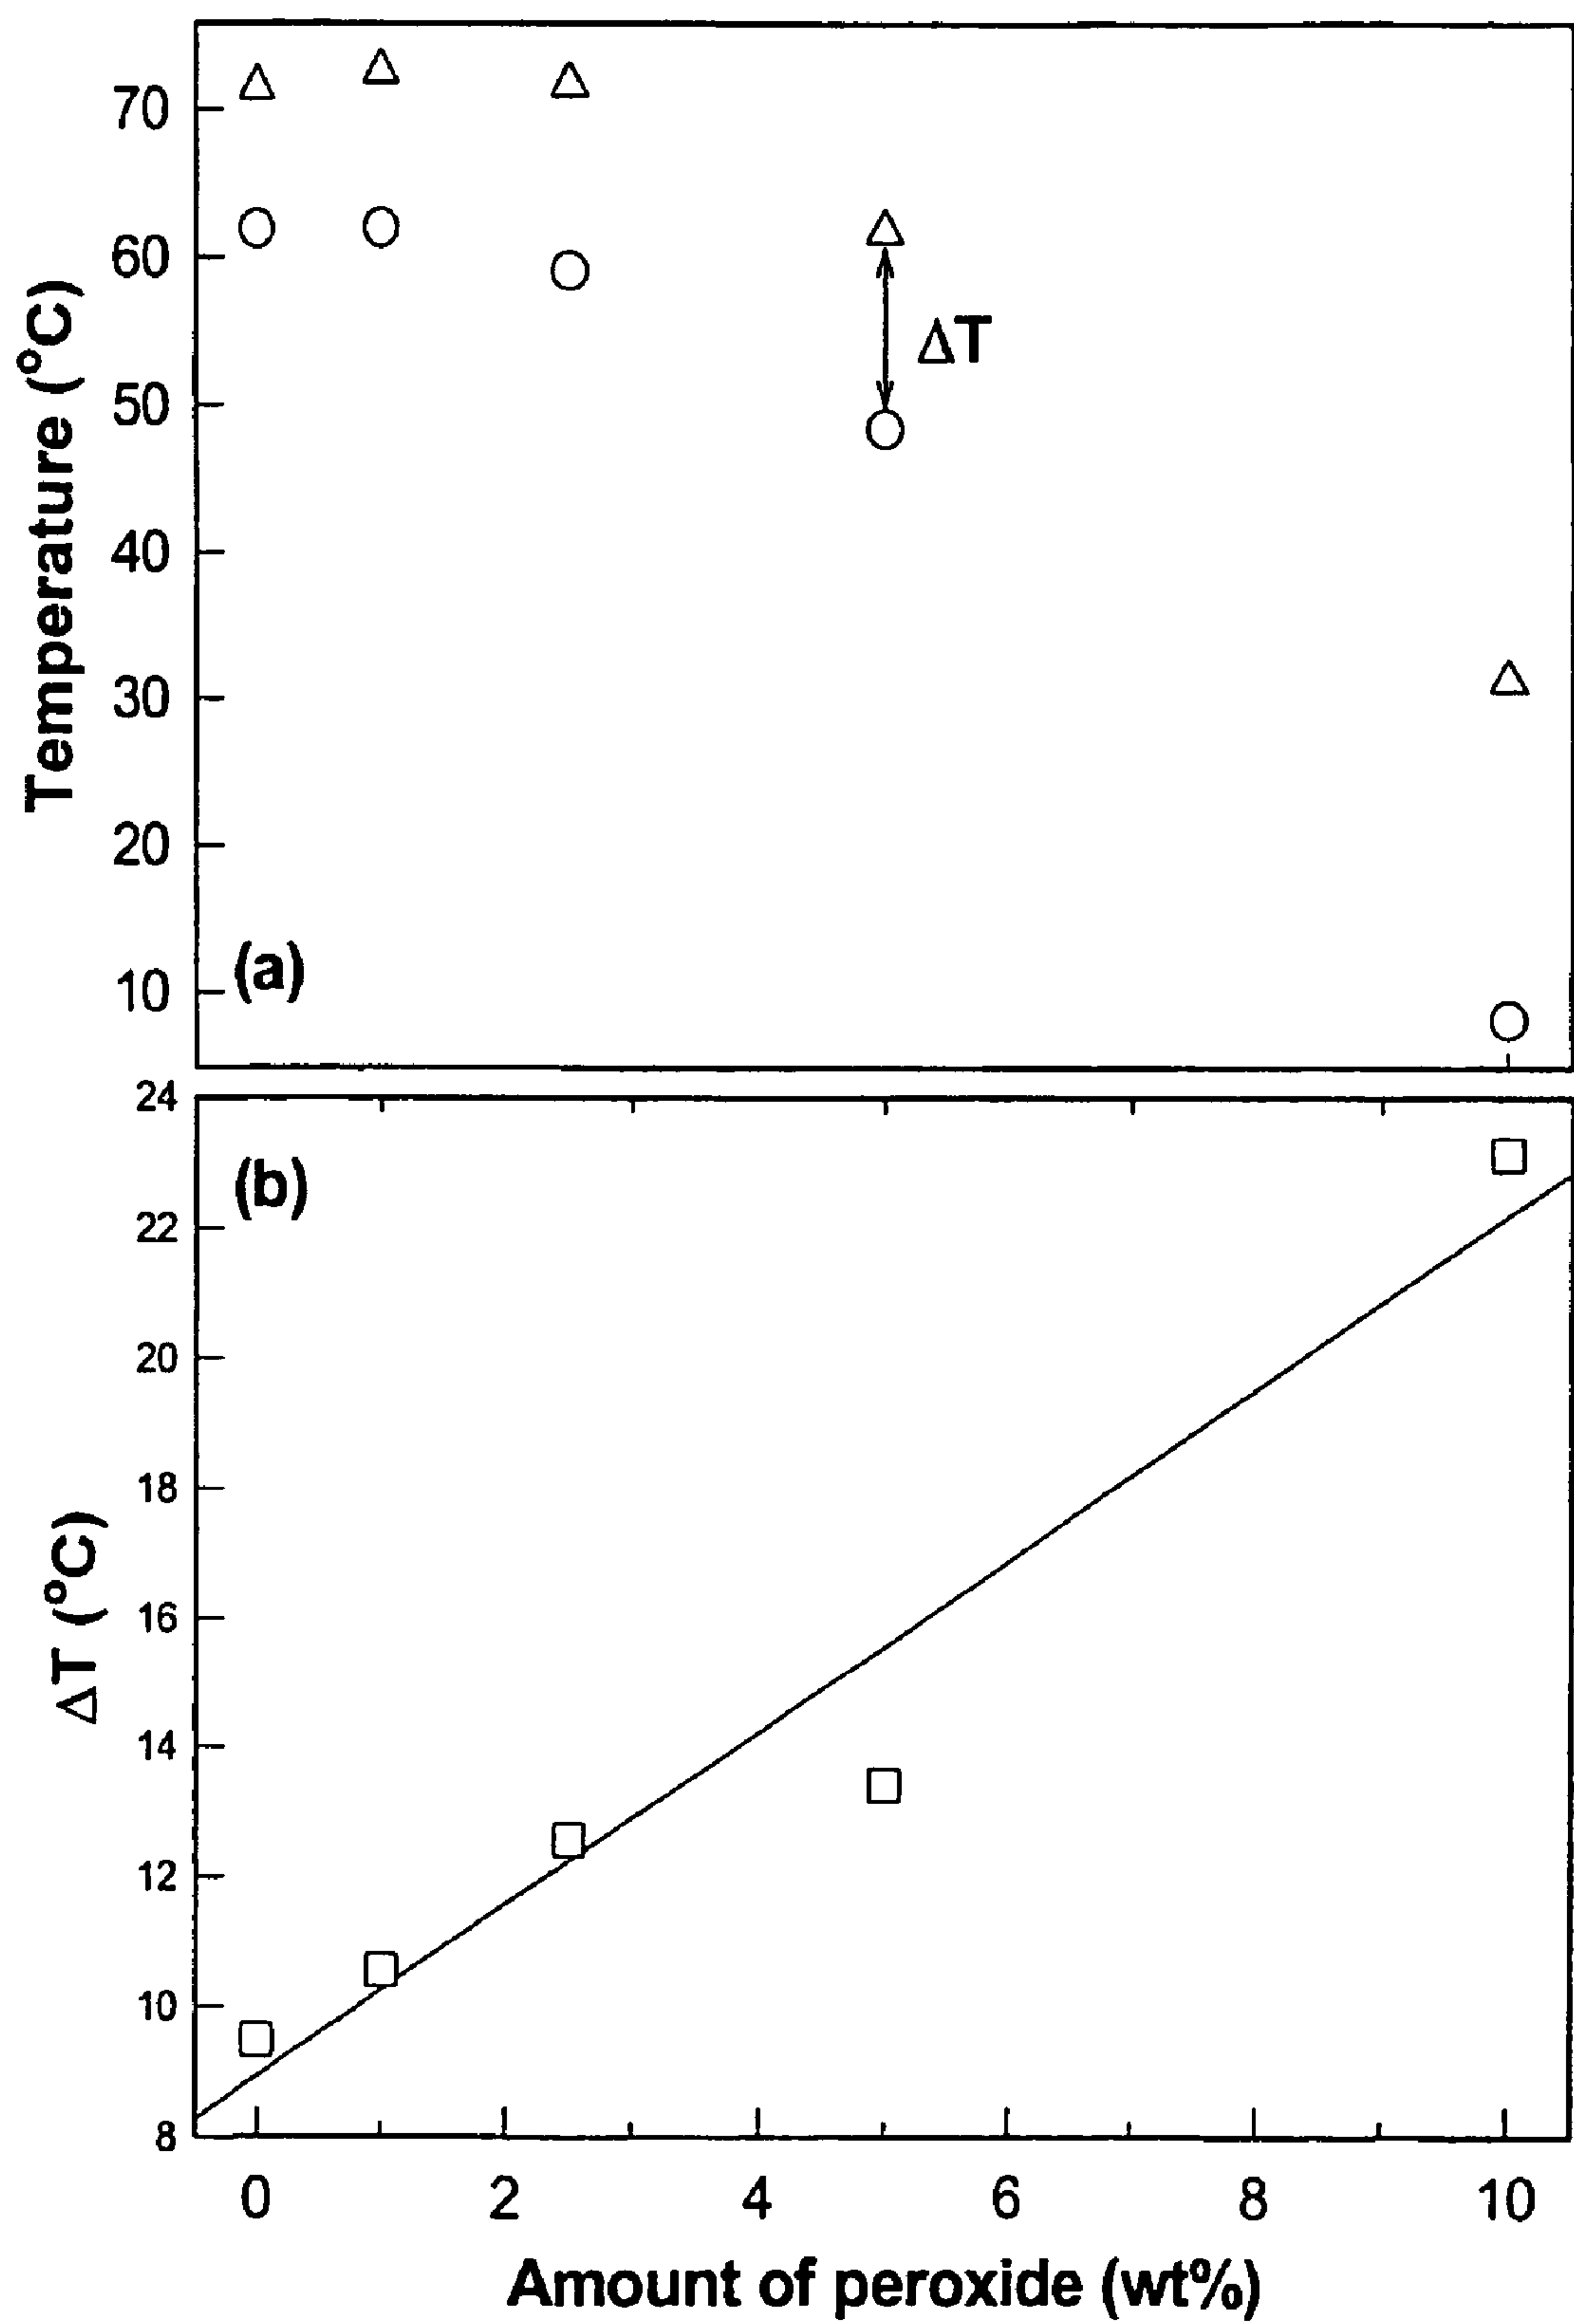 70
60
50
40
30
20
10
Temperature (°C)
ΔT
(a)
24
22
20
18
16
14
12
10
8
ΔT (°C)
(b)
0 2 4 6 8 10
Amount of peroxide (wt%)